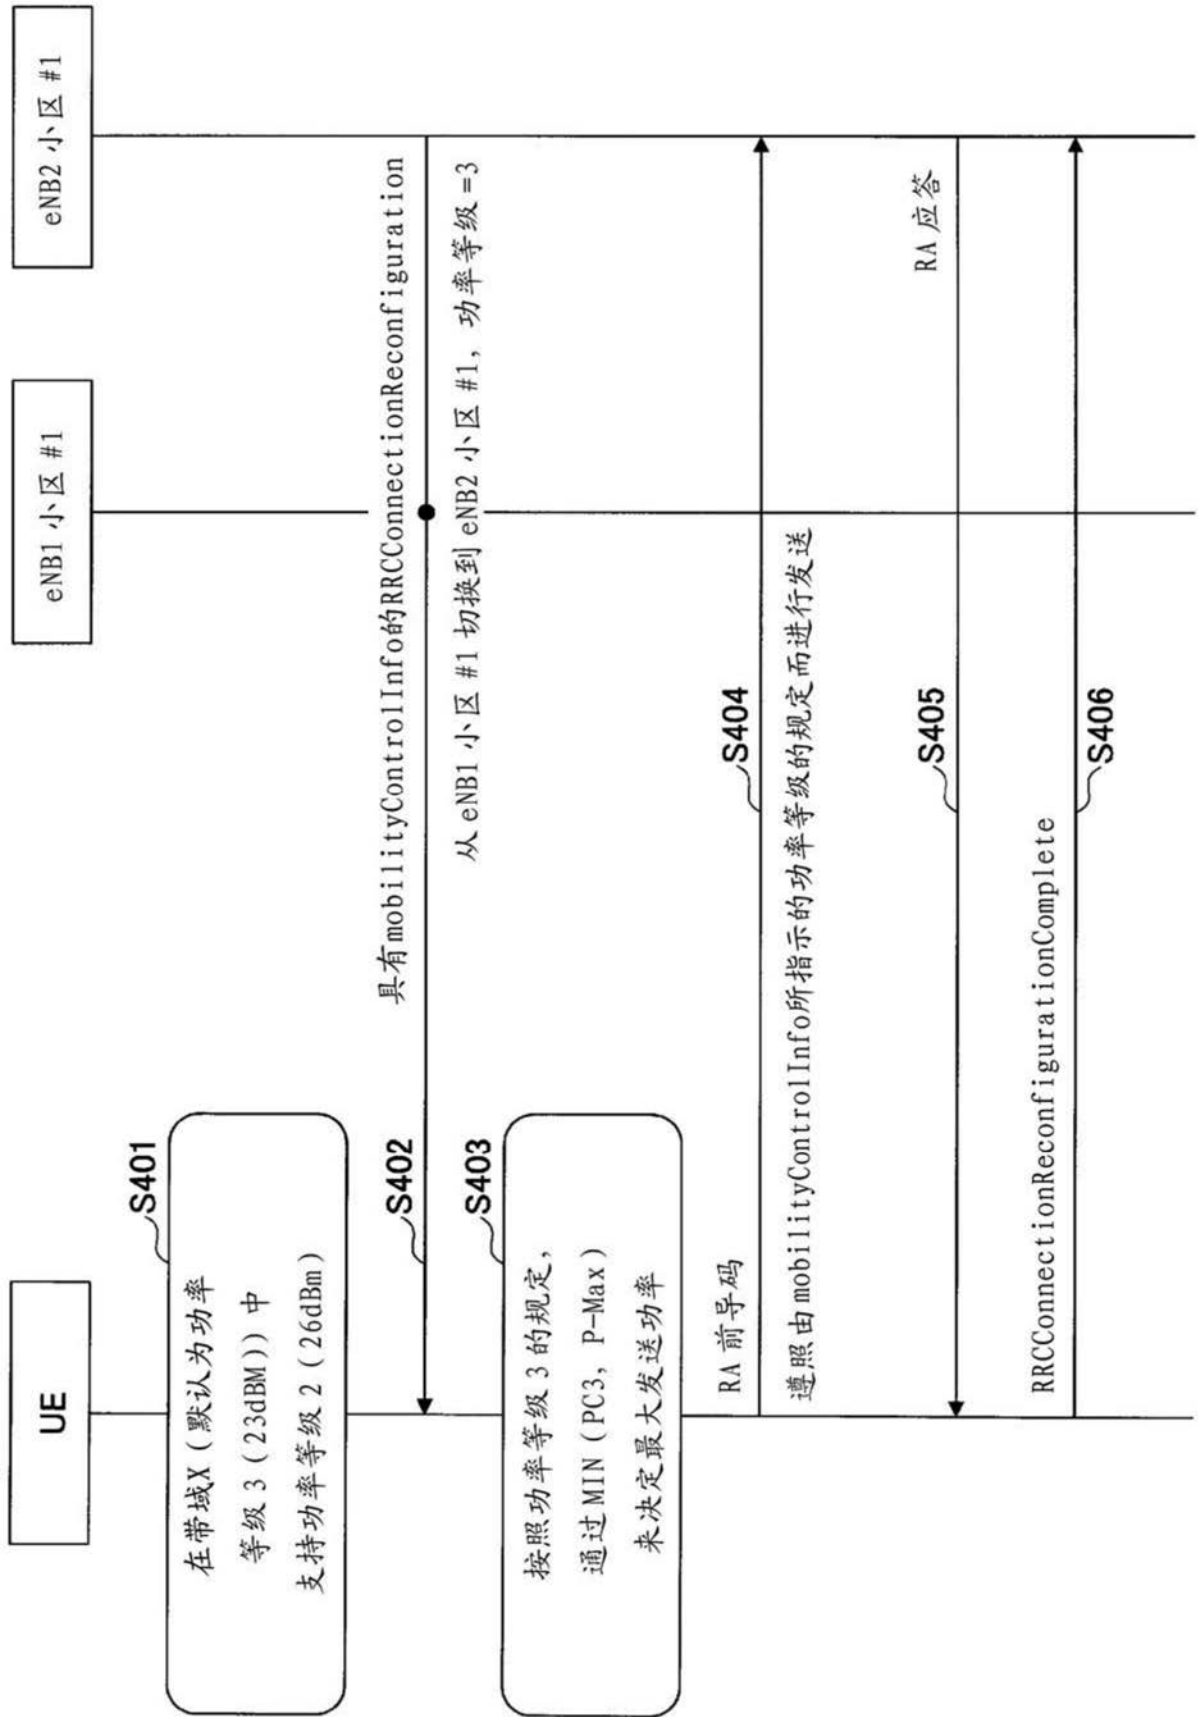 UE
eNB1 小区 #1
eNB2 小区 #1
S401
在带域X（默认为功率
等级 3（23dBM））中
支持功率等级 2（26dBm）
具有mobilityControlInfo的RRCConnectionReconfiguration
S402
从 eNB1 小区 #1 切换到 eNB2 小区 #1, 功率等级=3
S403
按照功率等级 3 的规定,
通过MIN（PC3, P-Max）
来决定最大发送功率
RA 前导码
S404
遵照由mobilityControlInfo所指示的功率等级的规定而进行发送
RA 应答
S405
RRCConnectionReconfigurationComplete
S406